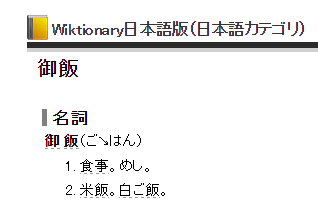 Wiktionary日本語版（日本語カテゴリ）
御飯
名詞
御飯（ご↘はん）
1. 食事。めし。
2. 米飯。白ご飯。